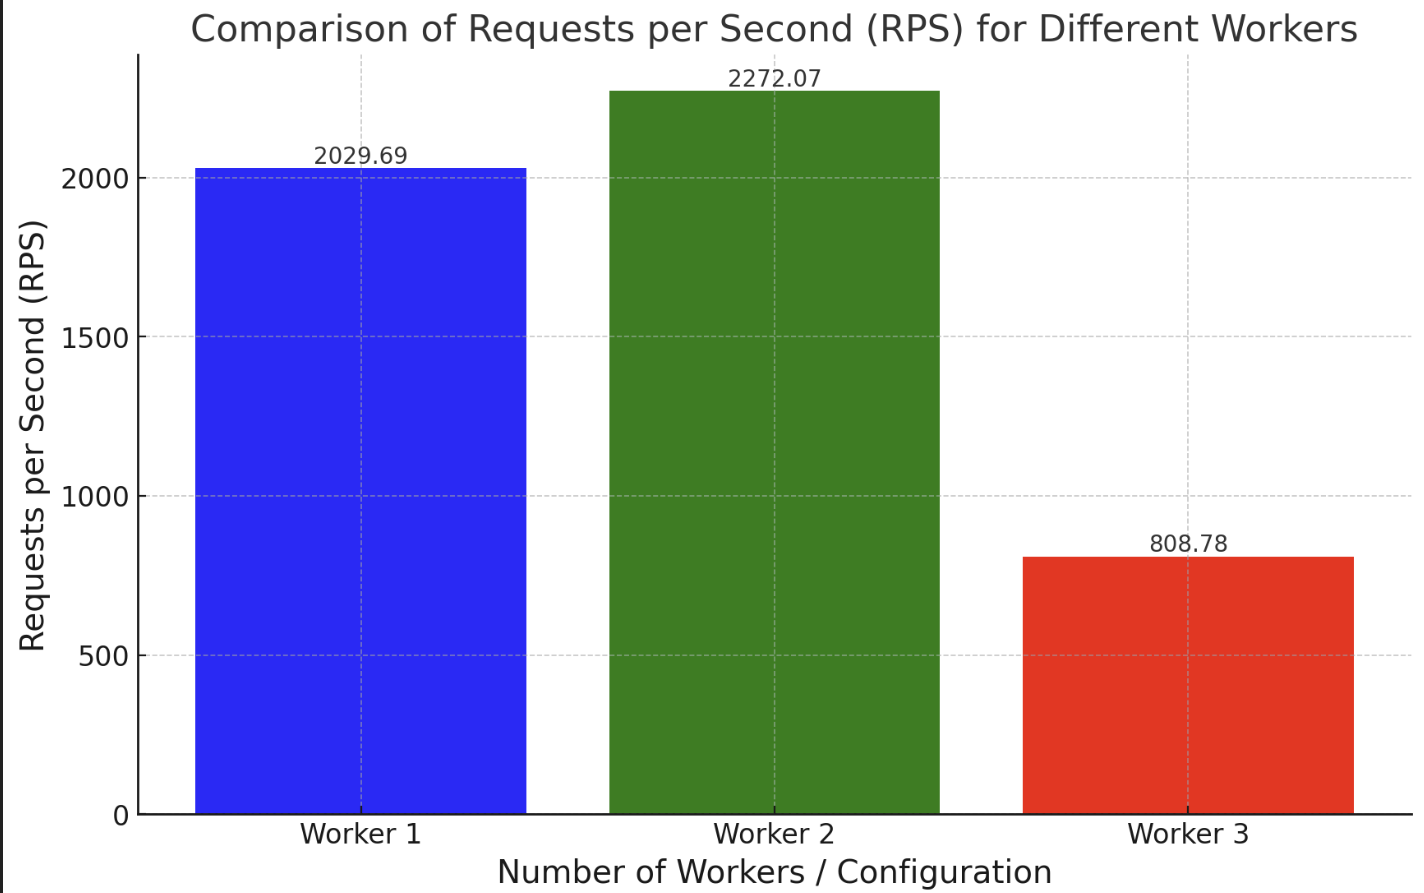 Comparison of Requests per Second (RPS) for Different Workers
2272.07
2029.69
2000
1500
1000
808.78
500
0
Requests per Second (RPS)
Worker 1
Worker 2
Worker 3
Number of Workers / Configuration